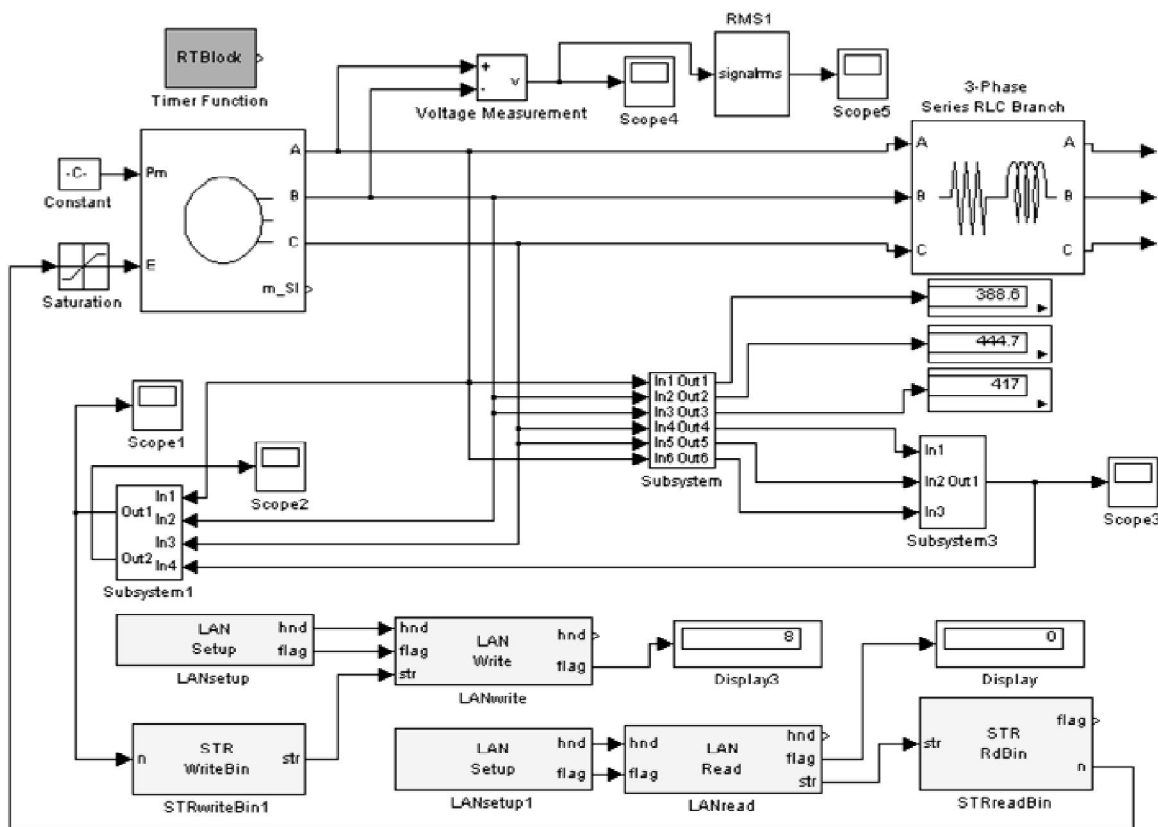 RMS1
RTBlock
Timer Function
+
-
v
Voltage Measurement
Scope4
signalrms
Scope5
3-Phase
Series RLC Branch
-C-
Constant
Pm
E
A
B
C
m_SI
Saturation
A
B
C
A
B
C
388.6
444.7
417
Scope1
Scope2
In1 Out1
In2 Out2
In3 Out3
In4 Out4
In5 Out5
In6 Out6
Subsystem
In1
In2 Out1
In3
Subsystem3
Scope3
In1
Out1
In2
In3
Out2
In4
Subsystem1
LAN
Setup
hnd
flag
LANsetup
hnd
flag
str
LAN
Write
hnd
flag
LANwrite
8
Display3
0
Display
n
STR
WriteBin
str
STRwriteBin1
LAN
Setup
hnd
flag
LANsetup1
hnd
flag
LAN
Read
hnd
flag
str
LANread
str
STR
RdBin
flag
n
STRreadBin